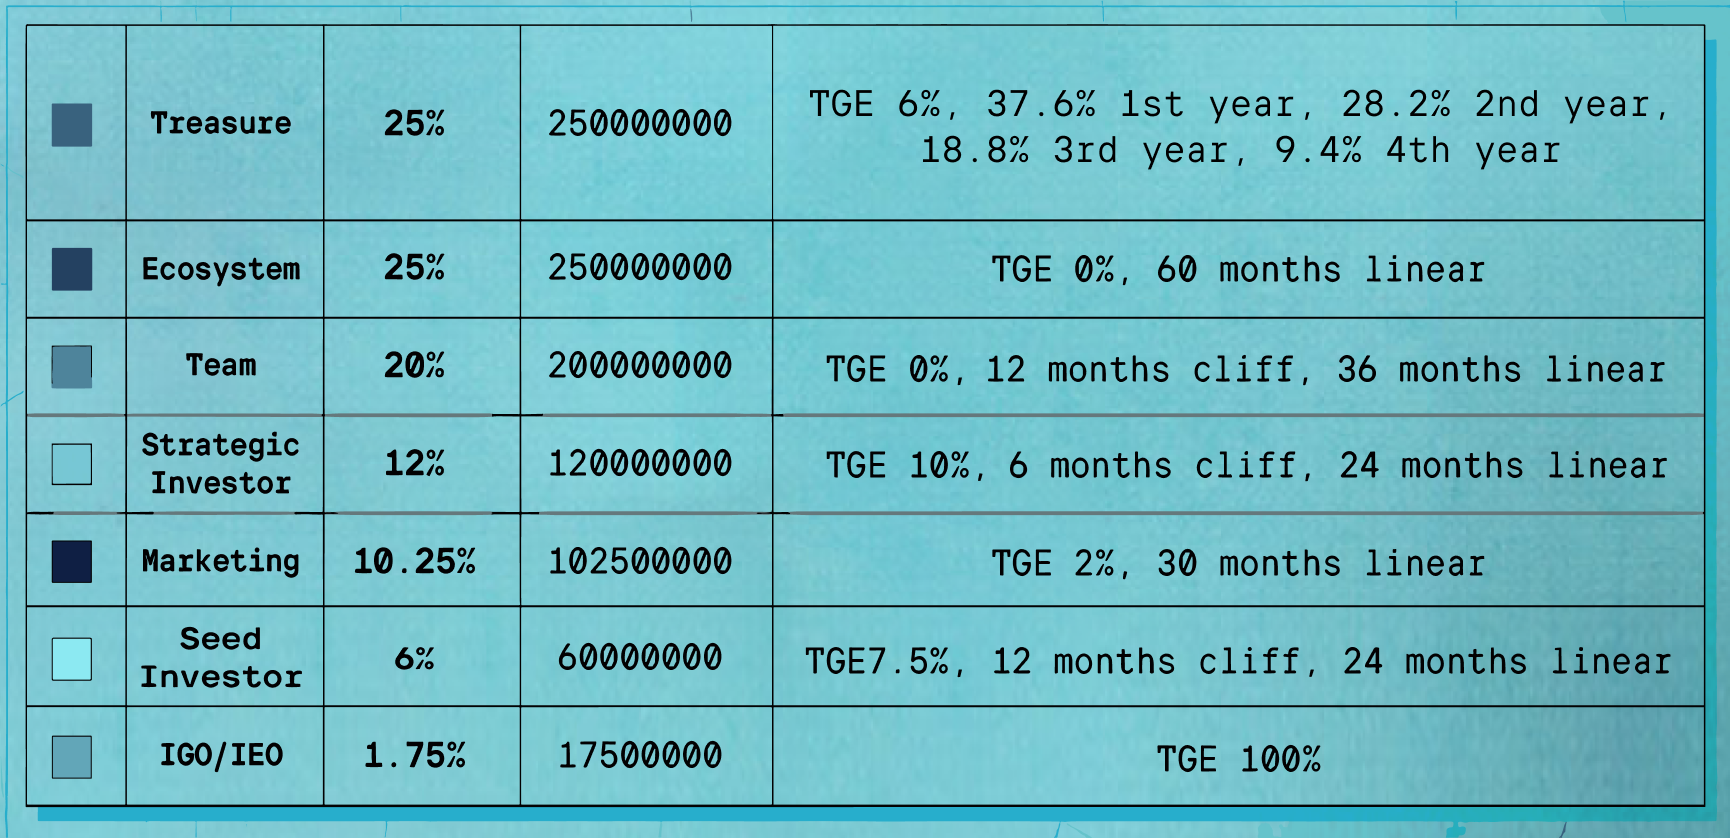 Treasure 25% 250000000 TGE 6%, 37.6% 1st year, 28.2% 2nd year,
18.8% 3rd year, 9.4% 4th year
Ecosystem 25% 250000000 TGE 0%, 60 months linear
Team 20% 200000000 TGE 0%, 12 months cliff, 36 months linear
Strategic
Investor 12% 120000000 TGE 10%, 6 months cliff, 24 months linear
Marketing 10.25% 102500000 TGE 2%, 30 months linear
Seed
Investor 6% 60000000 TGE7.5%, 12 months cliff, 24 months linear
IGO/IEO 1.75% 17500000 TGE 100%